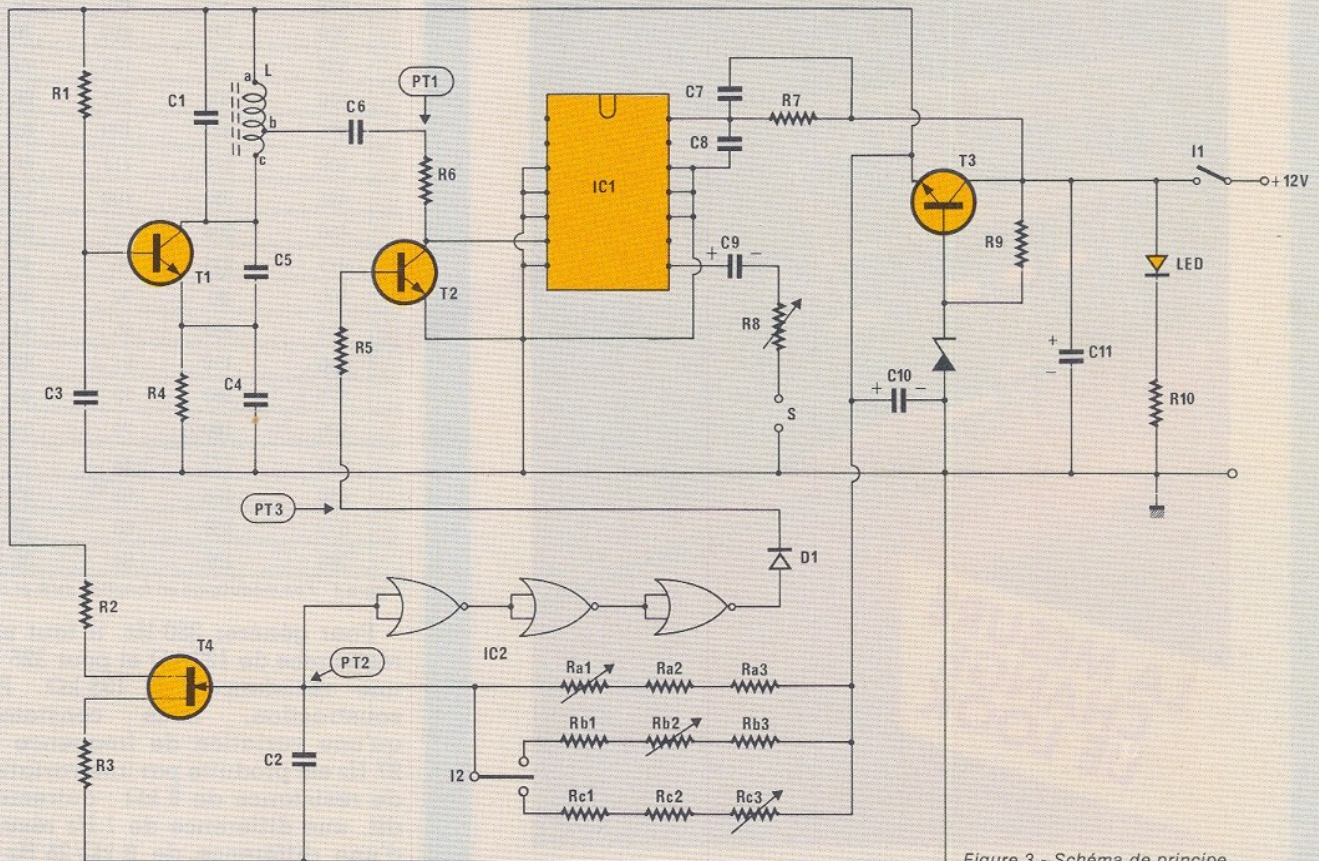 R1
C1
a
L
b
c
C6
PT1
R6
C7
C8
R7
IC1
T3
I1
+ 12V
T1
C5
T2
C9
+ -
R8
R9
LED
R5
C3
R4
C4
S
C10
+ -
+
-
C11
R10
PT3
D1
R2
T4
PT2
IC2
Ra1
Ra2
Ra3
Rb1
Rb2
Rb3
R3
C2
I2
Rc1
Rc2
Rc3
Figure 3 - Schéma de principe